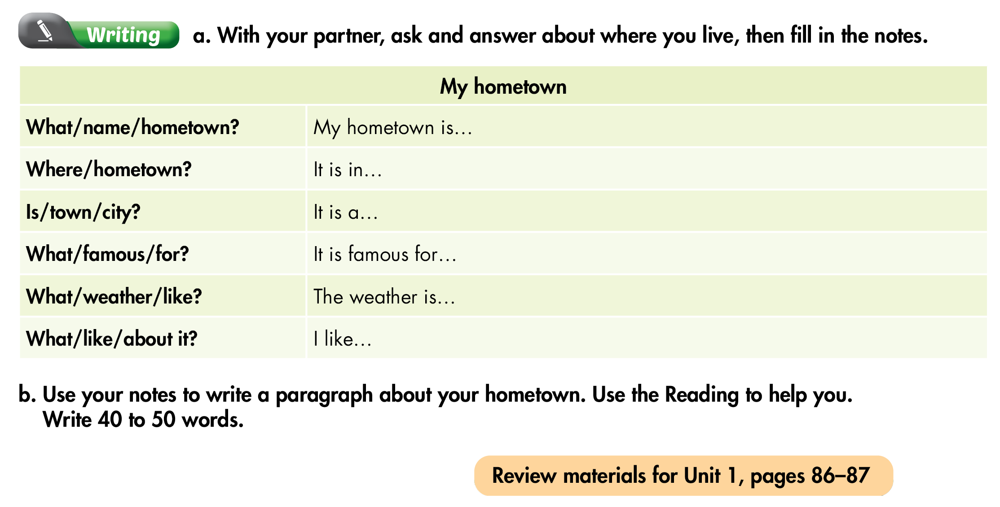 Writing
a. With your partner, ask and answer about where you live, then fill in the notes.
My hometown
What/name/hometown?
My hometown is...
Where/hometown?
It is in...
Is/town/city?
It is a...
What/famous/for?
It is famous for...
What/weather/like?
The weather is...
What/like/about it?
I like...
b. Use your notes to write a paragraph about your hometown. Use the Reading to help you.
Write 40 to 50 words.
Review materials for Unit 1, pages 86–87